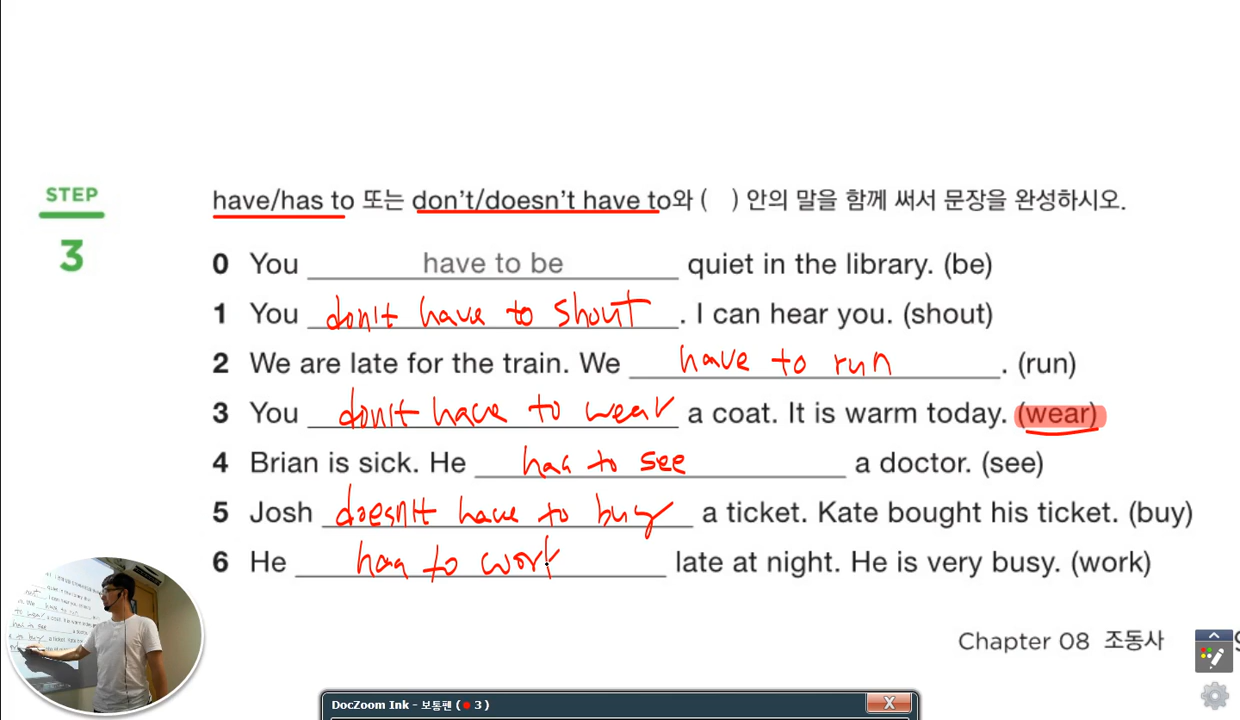 STEP
3
have/has to 또는 don't/doesn't have to와 ( ) 안의 말을 함께 써서 문장을 완성하시오.
0 You have to be quiet in the library. (be)
1 You don't have to shout . I can hear you. (shout)
2 We are late for the train. We have to run . (run)
3 You don't have to wear a coat. It is warm today. (wear)
4 Brian is sick. He has to see a doctor. (see)
5 Josh doesn't have to buy a ticket. Kate bought his ticket. (buy)
6 He has to work late at night. He is very busy. (work)
Chapter 08 조동사
DocZoom Ink - 보통펜 ( 3 )
X